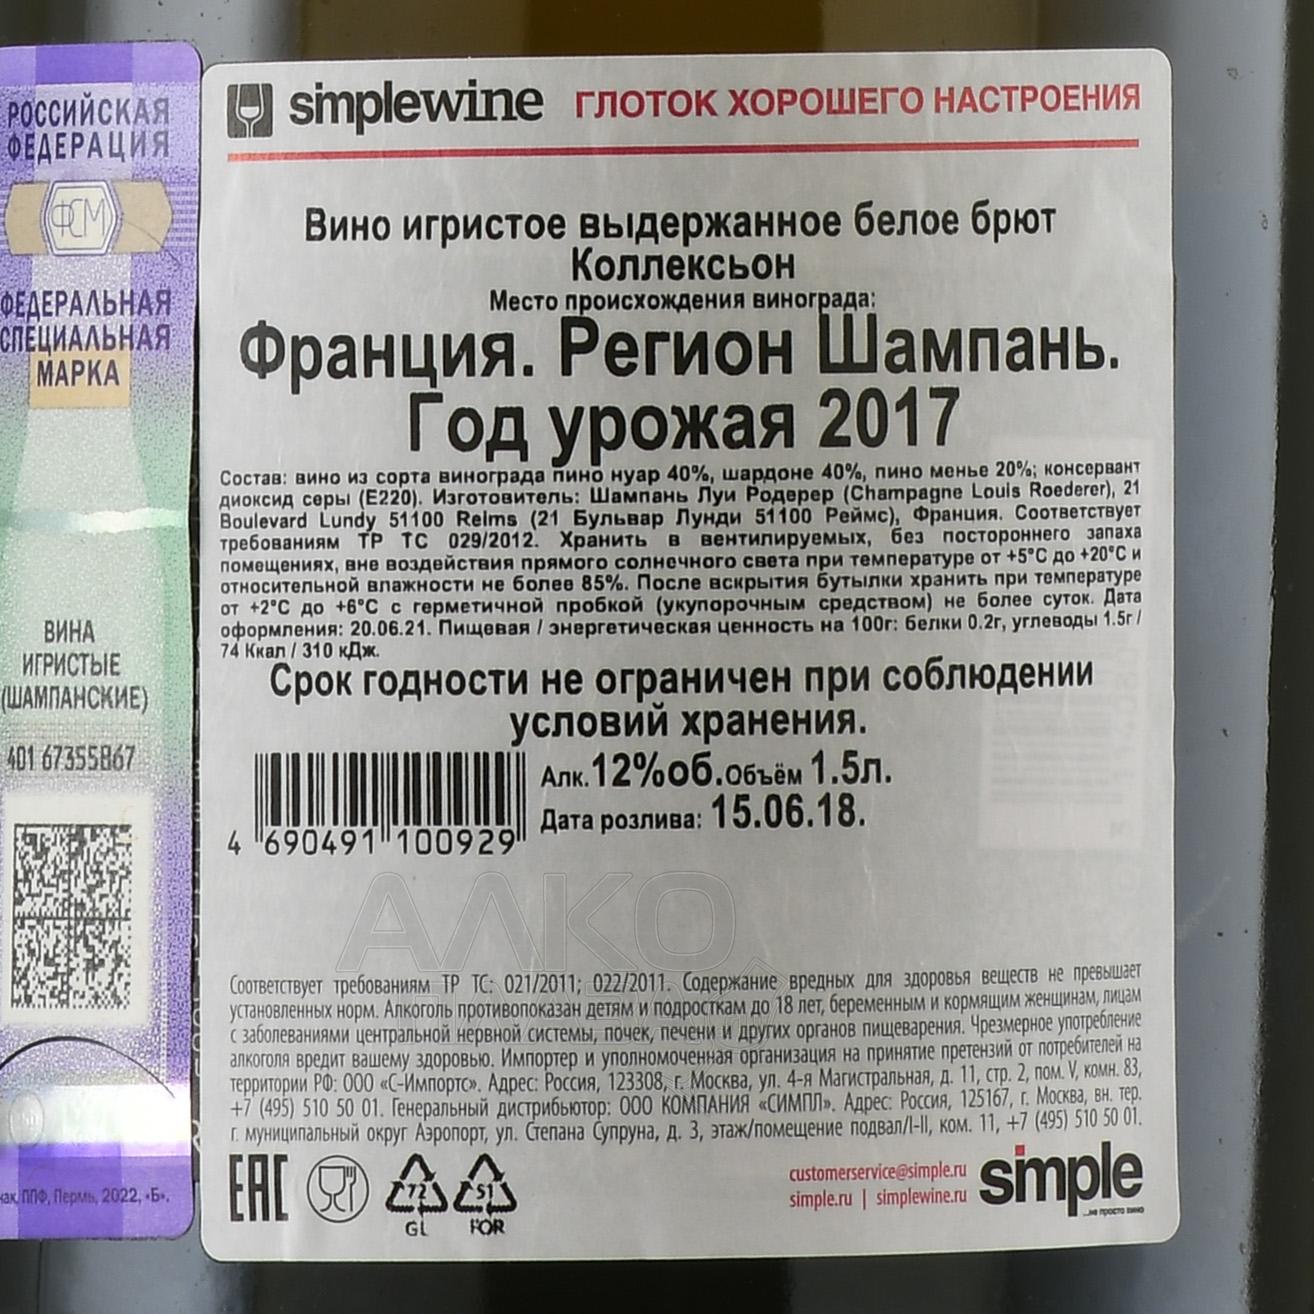 РОССИЙСКАЯ
ФЕДЕРАЦИЯ
ФСМ
ФЕДЕРАЛЬНАЯ
СПЕЦИАЛЬНАЯ
МАРКА
ВИНА
ИГРИСТЫЕ
(ШАМПАНСКИЕ)
401 67355867
ППФ, Пермь, 2022, «Б».
simplewine ГЛОТОК ХОРОШЕГО НАСТРОЕНИЯ
Вино игристое выдержанное белое брют
Коллексьон
Место происхождения винограда:
Франция. Регион Шампань.
Год урожая 2017
Состав: вино из сорта винограда пино нуар 40%, шардоне 40%, пино менье 20%; консервант
диоксид серы (Е220). Изготовитель: Шампань Луи Родерер (Champagne Louis Roederer), 21
Boulevard Lundy 51100 Reims (21 Бульвар Лунди 51100 Реймс), Франция. Соответствует
требованиям ТР ТС 029/2012. Хранить в вентилируемых, без постороннего запаха
помещениях, вне воздействия прямого солнечного света при температуре от +5°С до +20°С и
относительной влажности не более 85%. После вскрытия бутылки хранить при температуре
от +2°С до +6°С с герметичной пробкой (укупорочным средством) не более суток. Дата
оформления: 20.06.21. Пищевая / энергетическая ценность на 100г: белки 0.2г, углеводы 1.5г /
74 Ккал / 310 кДж.
Срок годности не ограничен при соблюдении
условий хранения.
Алк.12%об.Объём 1.5л.
Дата розлива: 15.06.18.
4 690491 100929
АЛКО
Соответствует требованиям ТР ТС: 021/2011; 022/2011. Содержание вредных для здоровья веществ не превышает
установленных норм. Алкоголь противопоказан детям и подросткам до 18 лет, беременным и кормящим женщинам, лицам
с заболеваниями центральной нервной системы, почек, печени и других органов пищеварения. Чрезмерное употребление
алкоголя вредит вашему здоровью. Импортер и уполномоченная организация на принятие претензий от потребителей на
территории РФ: ООО «С-Импортс». Адрес: Россия, 123308, г. Москва, ул. 4-я Магистральная, д. 11, стр. 2, пом. V, комн. 83,
+7 (495) 510 50 01. Генеральный дистрибьютор: ООО КОМПАНИЯ «СИМПЛ». Адрес: Россия, 125167, г. Москва, вн. тер.
г. муниципальный округ Аэропорт, ул. Степана Супруна, д. 3, этаж/помещение подвал/I-II, ком. 11, +7 (495) 510 50 01.
EAC 72 GL 51 FOR
customerservice@simple.ru
simple.ru | simplewine.ru
simple
...не просто вино